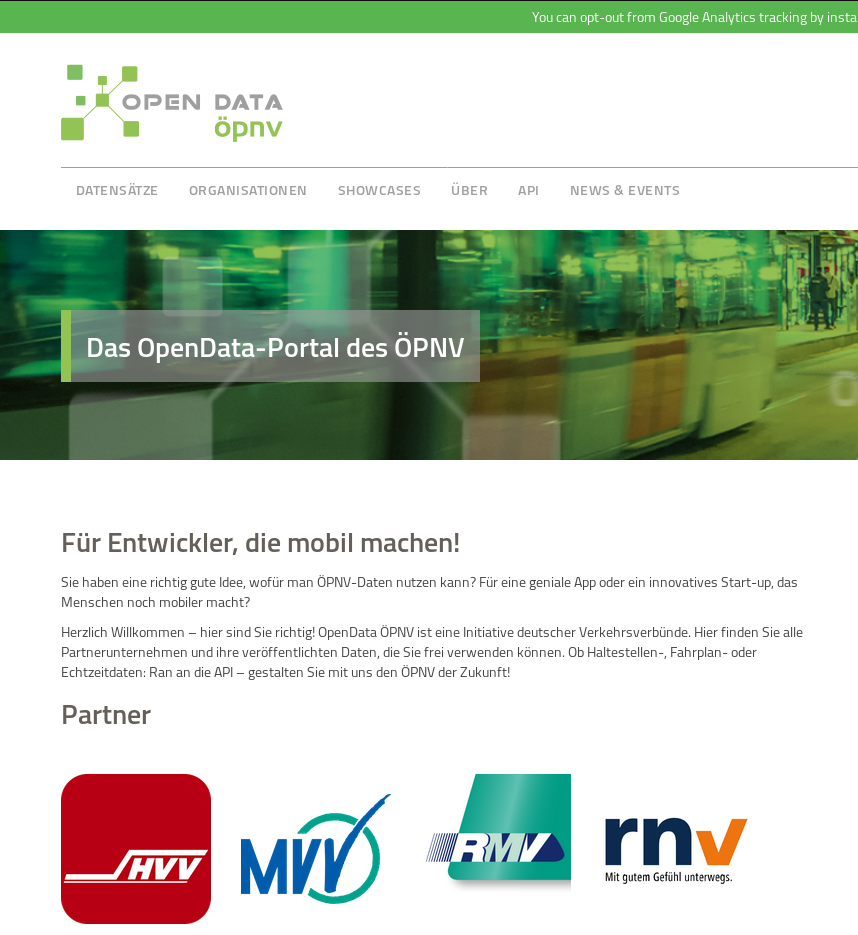 You can opt-out from Google Analytics tracking by insta
OPEN DATA
öpnv
DATENSÄTZE ORGANISATIONEN SHOWCASES ÜBER API NEWS & EVENTS
Das OpenData-Portal des ÖPNV
Für Entwickler, die mobil machen!
Sie haben eine richtig gute Idee, wofür man ÖPNV-Daten nutzen kann? Für eine geniale App oder ein innovatives Start-up, das
Menschen noch mobiler macht?
Herzlich Willkommen – hier sind Sie richtig! OpenData ÖPNV ist eine Initiative deutscher Verkehrsverbünde. Hier finden Sie alle
Partnerunternehmen und ihre veröffentlichten Daten, die Sie frei verwenden können. Ob Haltestellen-, Fahrplan- oder
Echtzeitdaten: Ran an die API – gestalten Sie mit uns den ÖPNV der Zukunft!
Partner
HVV MVV RMV rnv
Mit gutem Gefühl unterwegs.